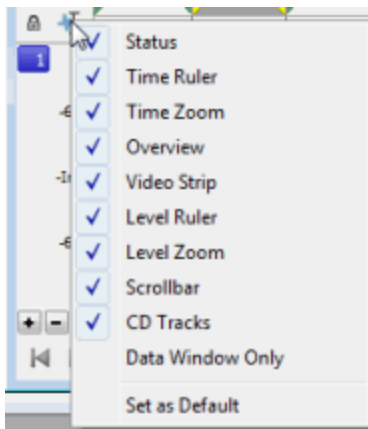 Status
1
Time Ruler
Time Zoom
Overview
Video Strip
Level Ruler
Level Zoom
Scrollbar
CD Tracks
Data Window Only
Set as Default